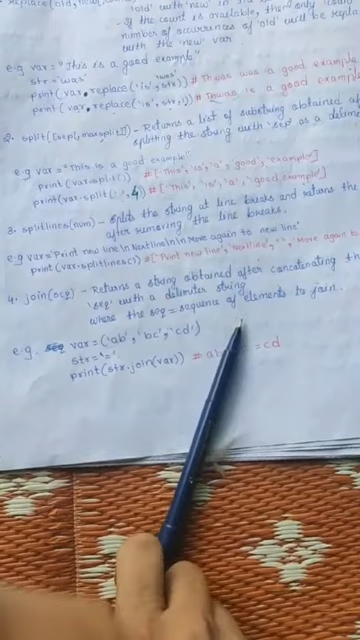 replace(old, new,
'old' with 'new' in
- If the count is available, then only
number of occurrences of 'old' will be repla
with the 'new' var
e.g var = "This is a good example"
str = 'was'
'was'
print(var.replace('is', str)) # Thwas was a good example
print(var.replace('is', str,1)) # Thwas is a good example
2. split([sep[, maxsplit]]) - Returns a list of substring obtained a
splitting the string with 'sep' as a delim
e.g var = "This is a good example"
print(var.split()) # ['This', 'is', 'a', 'good', 'example']
print(var.split(' ', 4)) # ['This', 'is', 'a', 'good example']
3. splitlines(num) - Splits the string at line breaks and returns the
after removing the line breaks.
e.g var = 'Print new line\n Nextline\n\n Move again to new line'
print(var.splitlines()) # ['Print new line', 'Nextline', ' ', 'Move again to
4. join(seq) - Returns a string obtained after concatenating th
'seq' with a delimiter string
where the seq = sequence of elements to join.
e.g. var = ('ab', 'bc', 'cd')
str = '='
print(str.join(var)) # ab = cd